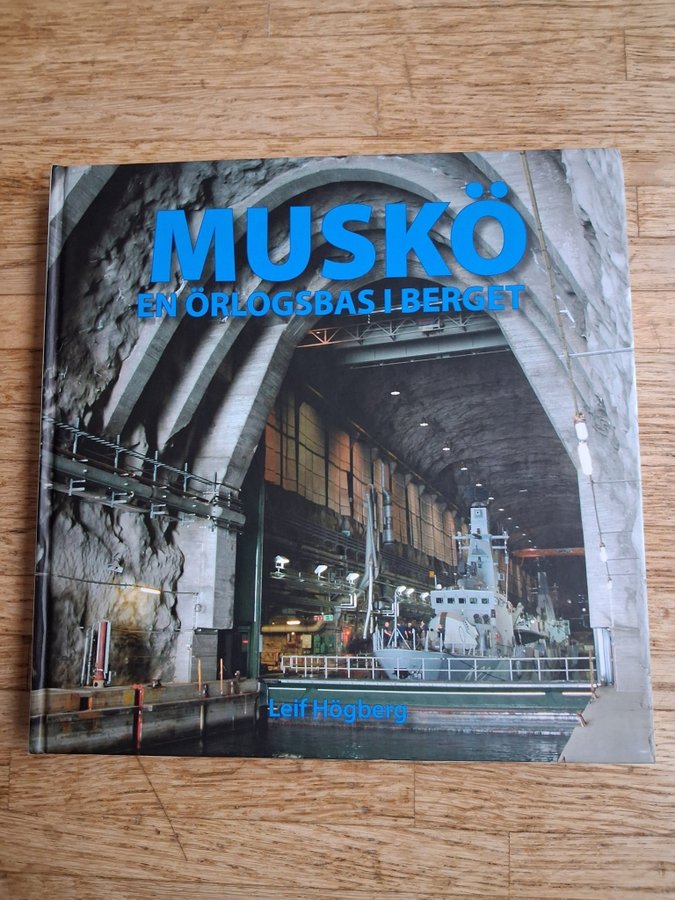 MUSKÖ
EN ÖRLOGSBAS I BERGET
Leif Högberg